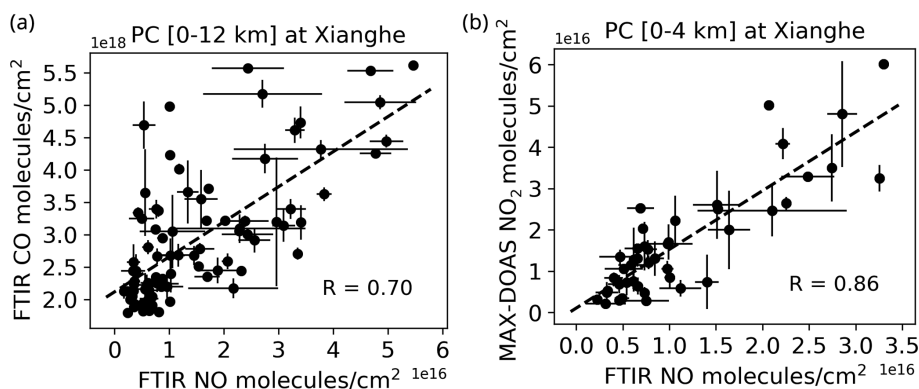 (a)
1e18
PC [0-12 km] at Xianghe
FTIR CO molecules/cm²
5.5
5.0
4.5
4.0
3.5
3.0
2.5
2.0
R = 0.70
0 1 2 3 4 5 6
FTIR NO molecules/cm² 1e16
(b)
1e16
PC [0-4 km] at Xianghe
MAX-DOAS NO₂ molecules/cm²
6
5
4
3
2
1
0
R = 0.86
0.0 0.5 1.0 1.5 2.0 2.5 3.0 3.5
FTIR NO molecules/cm² 1e16